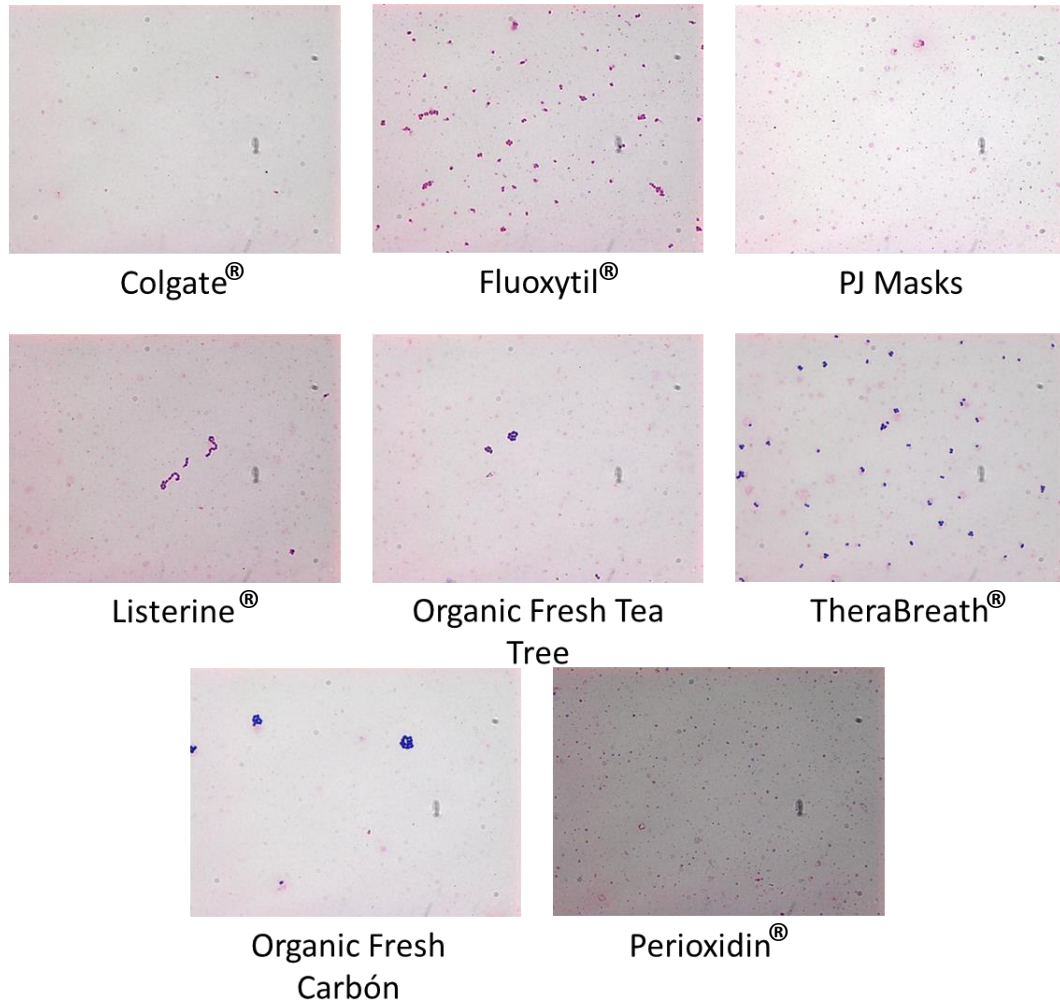 Colgate®
Fluoxytil®
PJ Masks
Listerine®
Organic Fresh Tea
Tree
TheraBreath®
Organic Fresh
Carbón
Perioxidin®